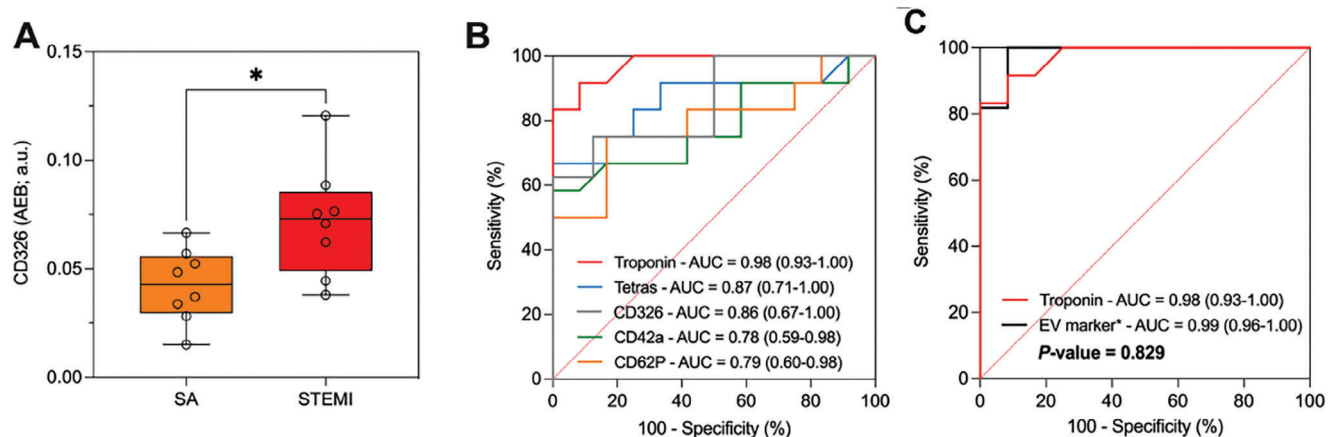 A
0.15
0.10
0.05
0.00
CD326 (AEB; a.u.)
*
SA
STEMI
B
100
80
60
40
20
0
Sensitivity (%)
Troponin - AUC = 0.98 (0.93-1.00)
Tetras - AUC = 0.87 (0.71-1.00)
CD326 - AUC = 0.86 (0.67-1.00)
CD42a - AUC = 0.78 (0.59-0.98)
CD62P - AUC = 0.79 (0.60-0.98)
0 20 40 60 80 100
100 - Specificity (%)
C
100
80
60
40
20
0
Sensitivity (%)
Troponin - AUC = 0.98 (0.93-1.00)
EV marker* - AUC = 0.99 (0.96-1.00)
P-value = 0.829
0 20 40 60 80 100
100 - Specificity (%)